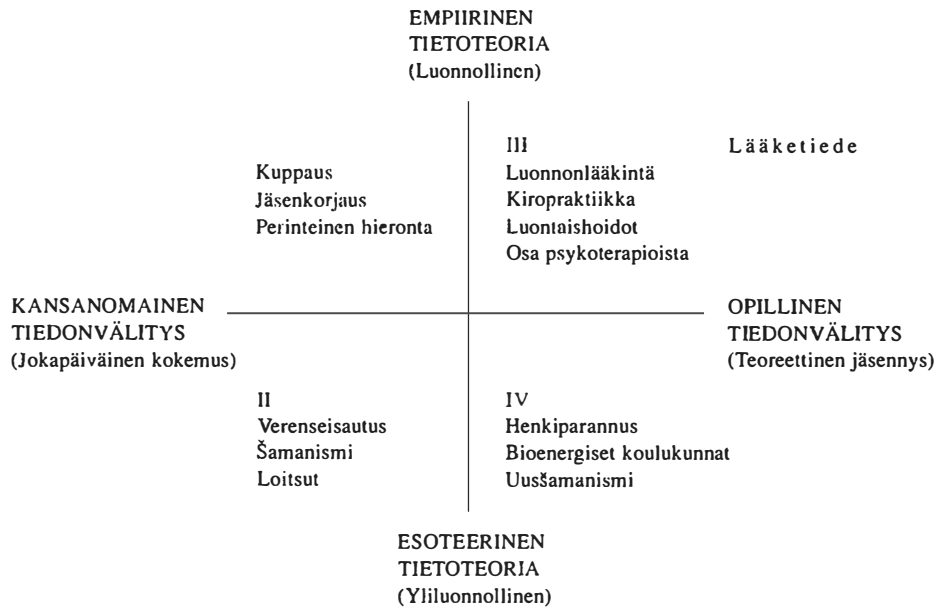 EMPIIRINEN
TIETOTEORIA
(Luonnollinen)
Kuppaus
Jäsenkorjaus
Perinteinen hieronta
III
Luonnonlääkintä
Kiropraktiikka
Luontaishoidot
Osa psykoterapioista
Lääketiede
KANSANOMAINEN
TIEDONVÄLITYS
(Jokapäiväinen kokemus)
OPILLINEN
TIEDONVÄLITYS
(Teoreettinen jäsennys)
II
Verenseisautus
Šamanismi
Loitsut
IV
Henkiparannus
Bioenergiset koulukunnat
Uusšamanismi
ESOTEERINEN
TIETOTEORIA
(Yliluonnollinen)